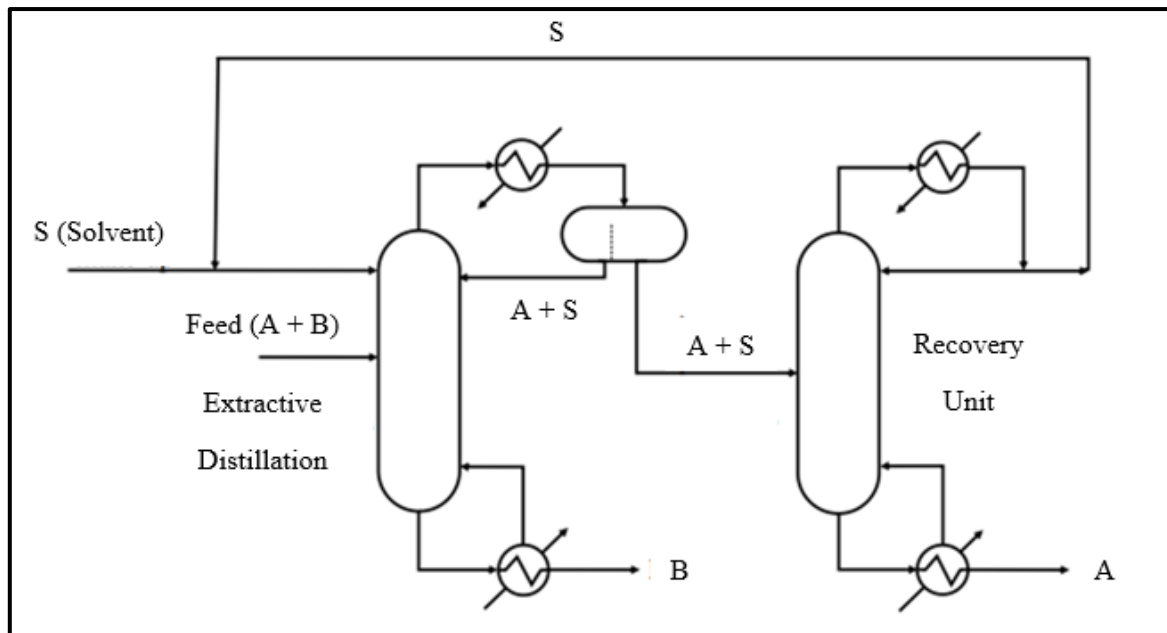 S
S (Solvent)
Feed (A + B)
A + S
A + S
Recovery
Unit
Extractive
Distillation
B
A